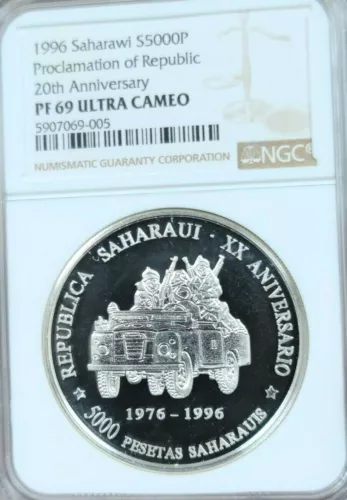 1996 Saharawi S5000P
Proclamation of Republic
20th Anniversary
PF 69 ULTRA CAMEO
5907069-005
NUMISMATIC GUARANTY CORPORATION
NGC
REPUBLICA SAHARAUI · XX ANIVERSARIO
1976 - 1996
5000 PESETAS SAHARAUIS